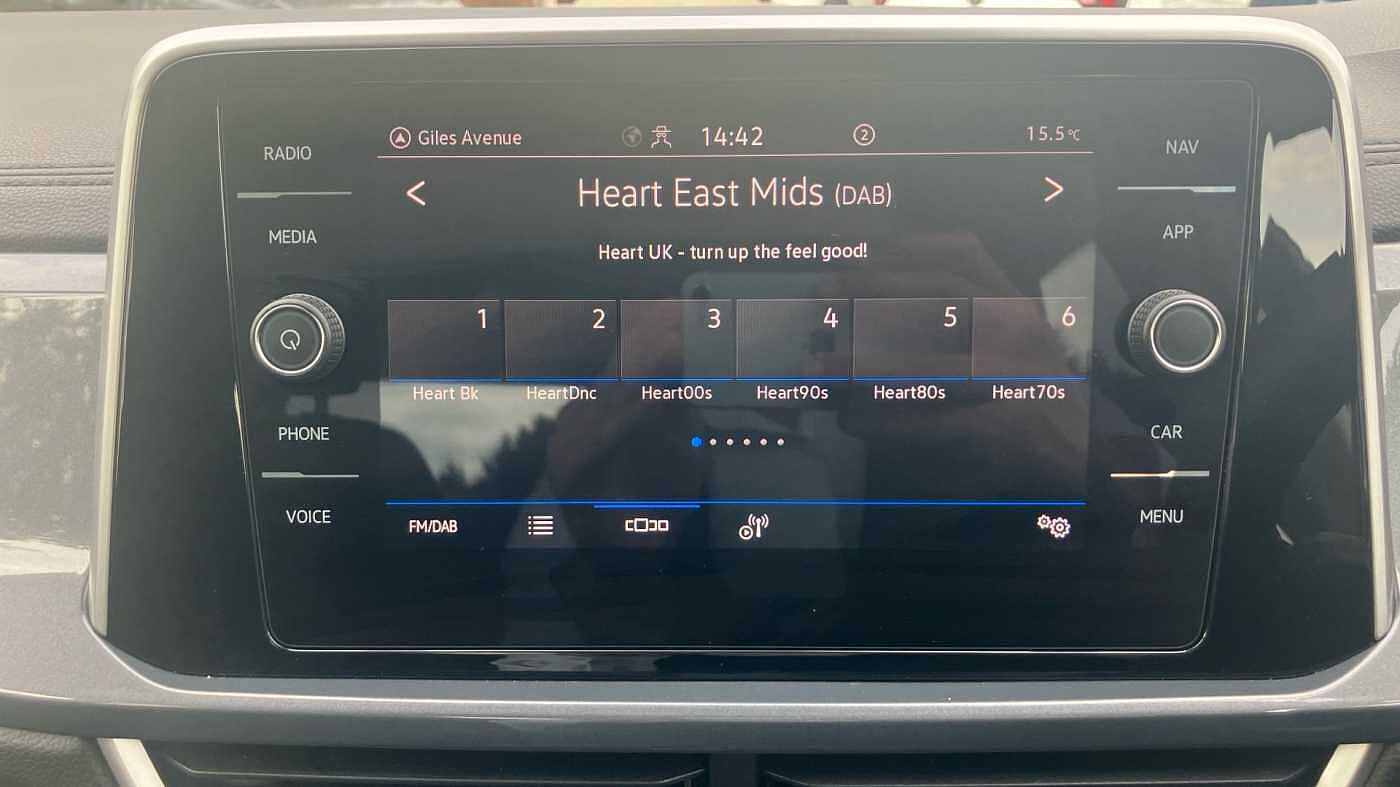 RADIO
MEDIA
PHONE
VOICE
Giles Avenue 14:42 2 15.5°C
< Heart East Mids (DAB) >
Heart UK - turn up the feel good!
1 2 3 4 5 6
Heart Bk HeartDnc Heart00s Heart90s Heart80s Heart70s
FM/DAB
NAV
APP
CAR
MENU